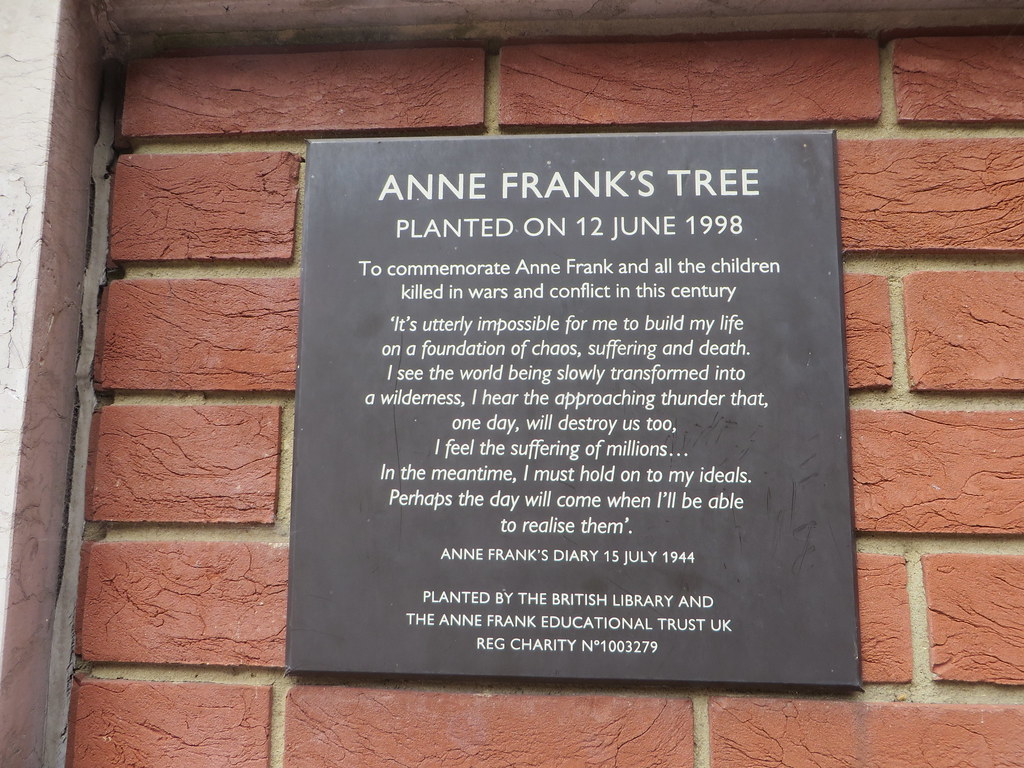 ANNE FRANK'S TREE
PLANTED ON 12 JUNE 1998
To commemorate Anne Frank and all the children
killed in wars and conflict in this century
'It's utterly impossible for me to build my life
on a foundation of chaos, suffering and death.
I see the world being slowly transformed into
a wilderness, I hear the approaching thunder that,
one day, will destroy us too,
I feel the suffering of millions...
In the meantime, I must hold on to my ideals.
Perhaps the day will come when I'll be able
to realise them'.
ANNE FRANK'S DIARY 15 JULY 1944
PLANTED BY THE BRITISH LIBRARY AND
THE ANNE FRANK EDUCATIONAL TRUST UK
REG CHARITY Nº1003279